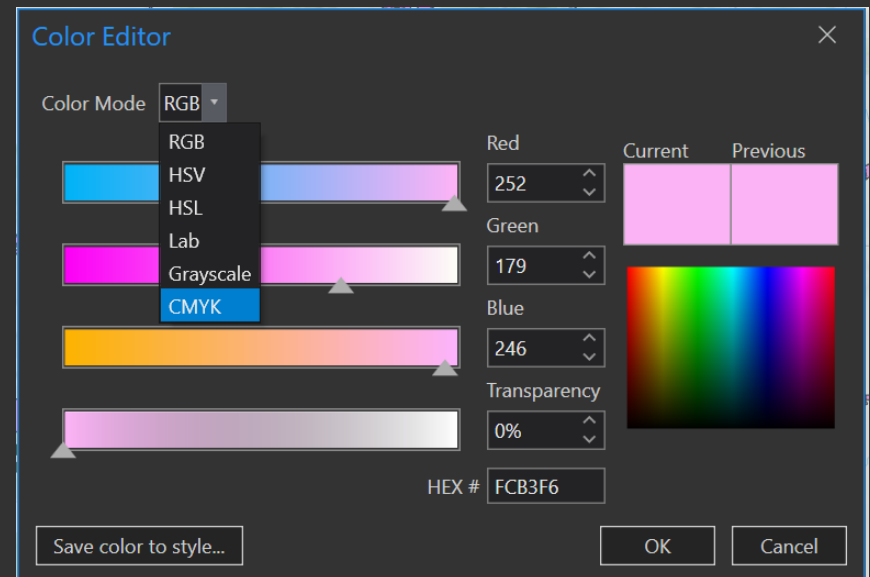 Color Editor
Color Mode RGB
RGB
HSV
HSL
Lab
Grayscale
CMYK
Red
252
Green
179
Blue
246
Transparency
0%
HEX # FCB3F6
Current Previous
Save color to style...
OK
Cancel